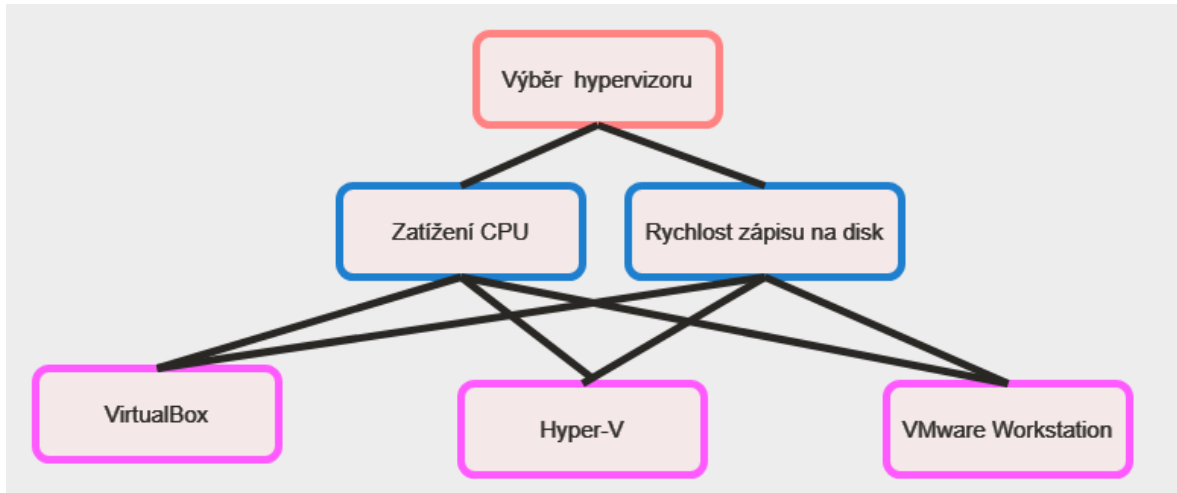 Výběr hypervizoru
Zatížení CPU
Rychlost zápisu na disk
VirtualBox
Hyper-V
VMware Workstation